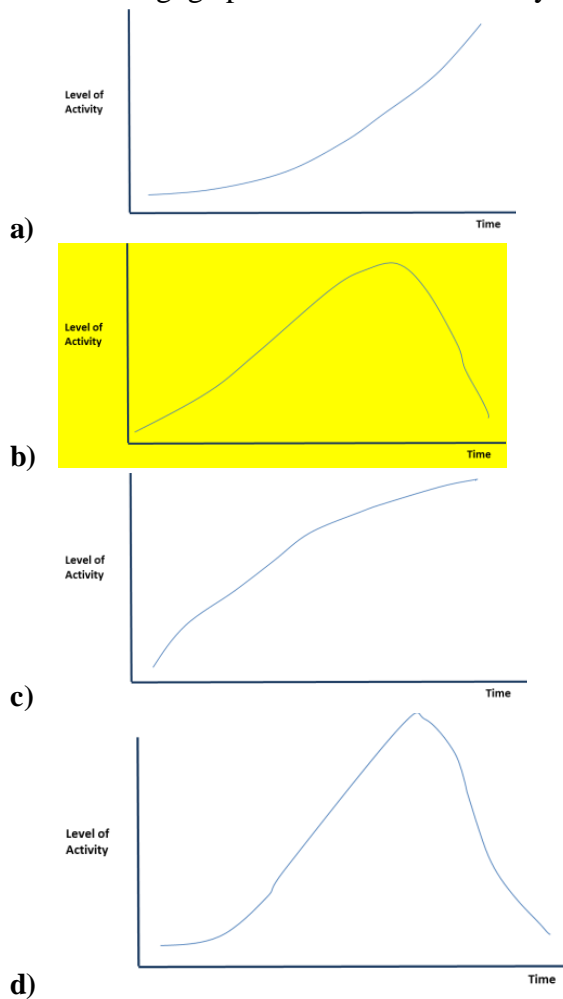 Level of
Activity
Time
a)
Level of
Activity
Time
b)
Level of
Activity
Time
c)
Level of
Activity
Time
d)